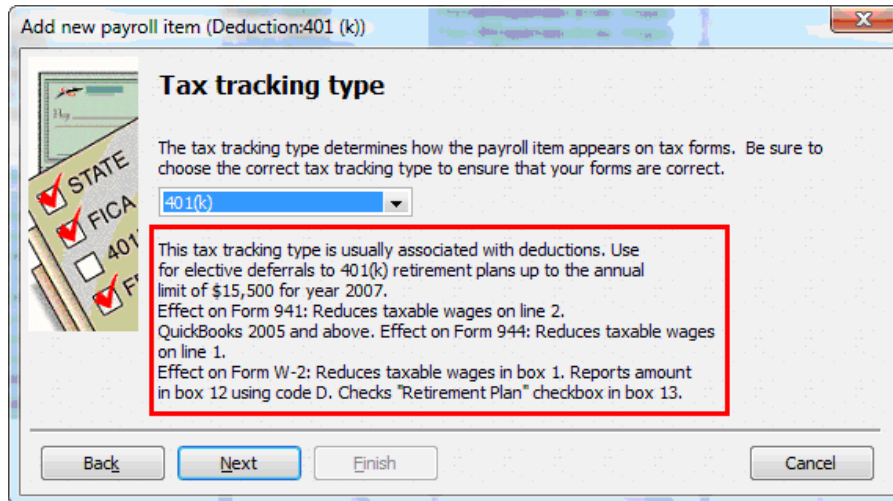 Add new payroll item (Deduction:401 (k))
Tax tracking type
The tax tracking type determines how the payroll item appears on tax forms.  Be sure to
choose the correct tax tracking type to ensure that your forms are correct.
Pay
STATE
FICA
401
401(k)
This tax tracking type is usually associated with deductions. Use
for elective deferrals to 401(k) retirement plans up to the annual
limit of $15,500 for year 2007.
Effect on Form 941: Reduces taxable wages on line 2.
QuickBooks 2005 and above. Effect on Form 944: Reduces taxable wages
on line 1.
Effect on Form W-2: Reduces taxable wages in box 1. Reports amount
in box 12 using code D. Checks "Retirement Plan" checkbox in box 13.
Back
Next
Finish
Cancel